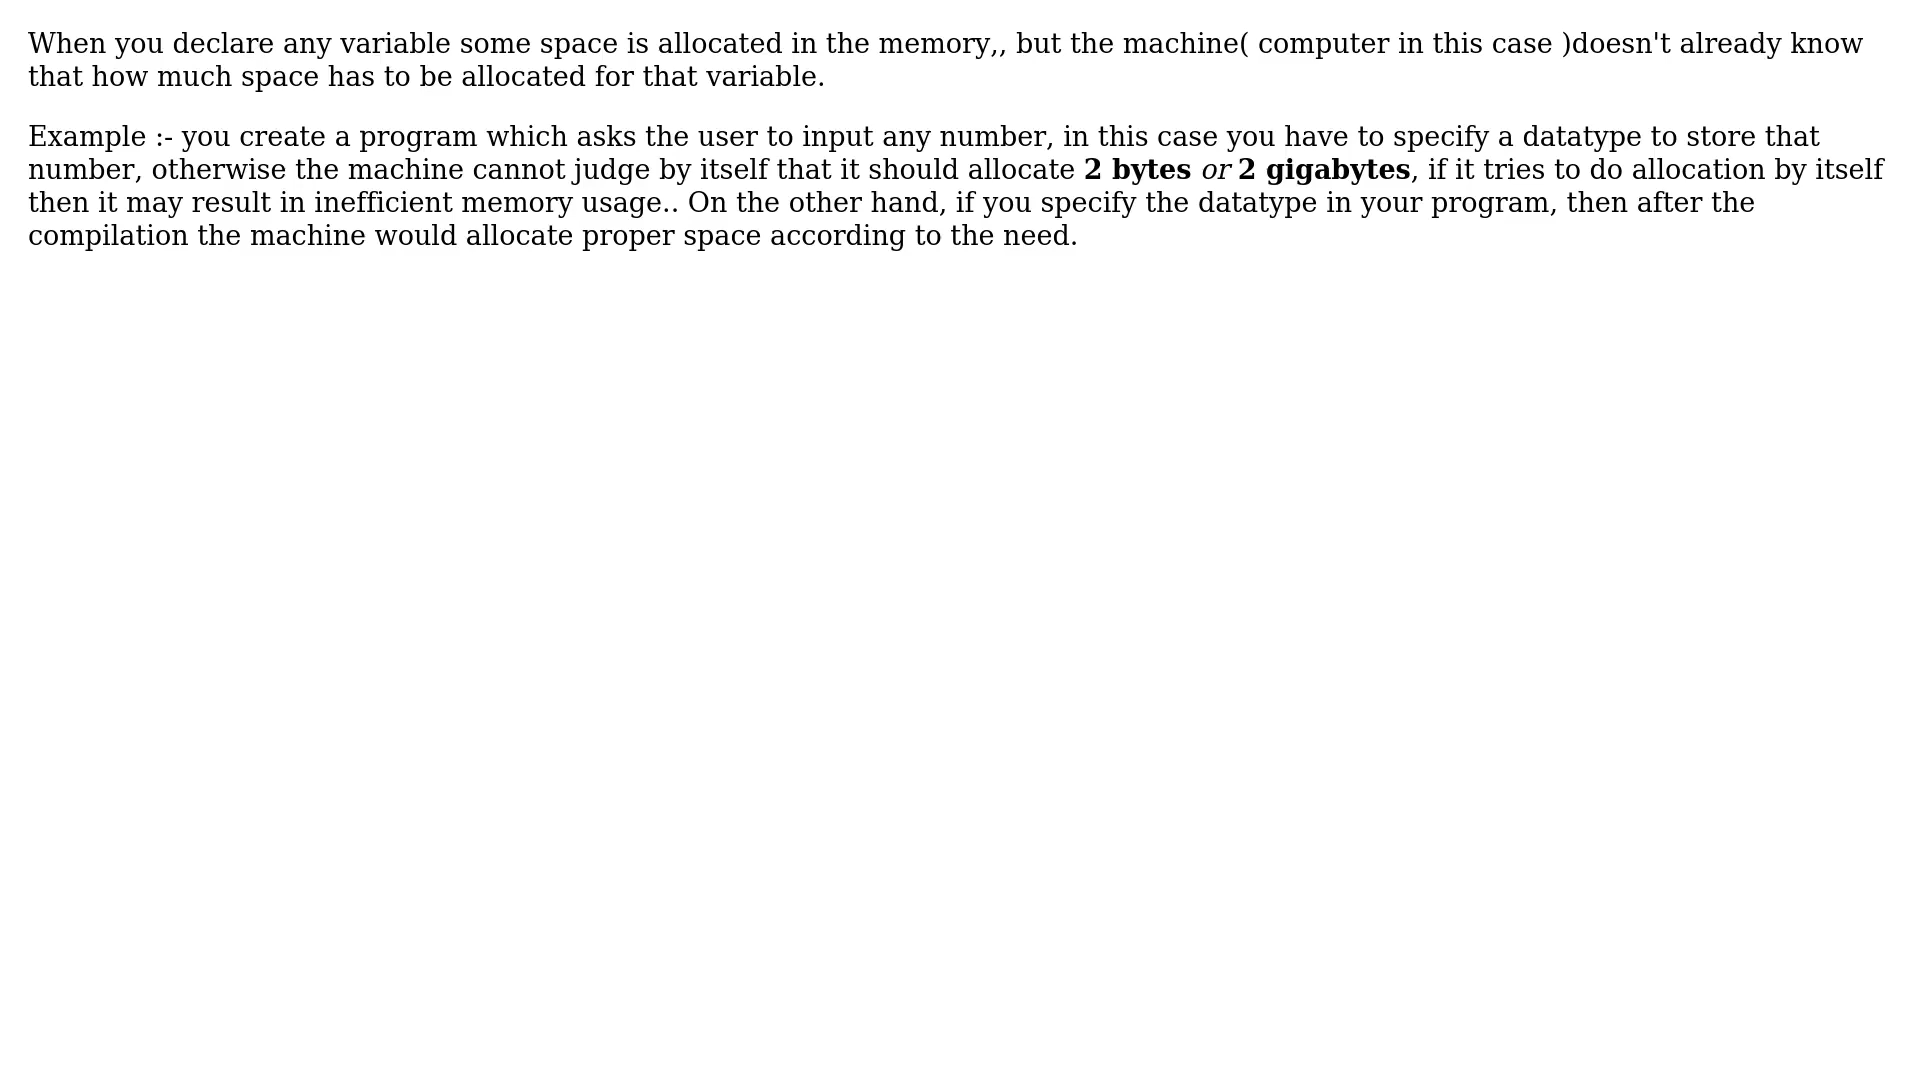 When you declare any variable some space is allocated in the memory,, but the machine( computer in this case )doesn't already know
that how much space has to be allocated for that variable.
Example :- you create a program which asks the user to input any number, in this case you have to specify a datatype to store that
number, otherwise the machine cannot judge by itself that it should allocate 2 bytes or 2 gigabytes, if it tries to do allocation by itself
then it may result in inefficient memory usage.. On the other hand, if you specify the datatype in your program, then after the
compilation the machine would allocate proper space according to the need.